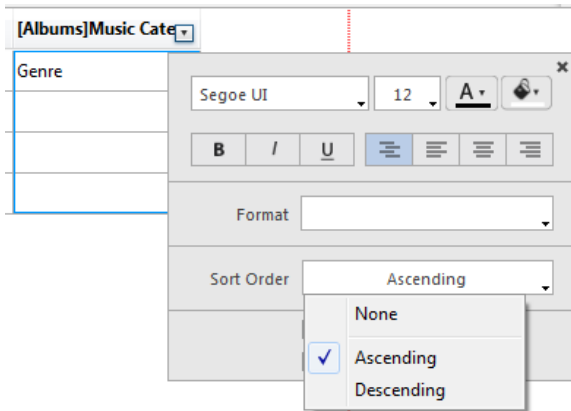 [Albums]Music Cate
Genre
Segoe UI
12
A
B I U
Format
Sort Order
Ascending
None
Ascending
Descending